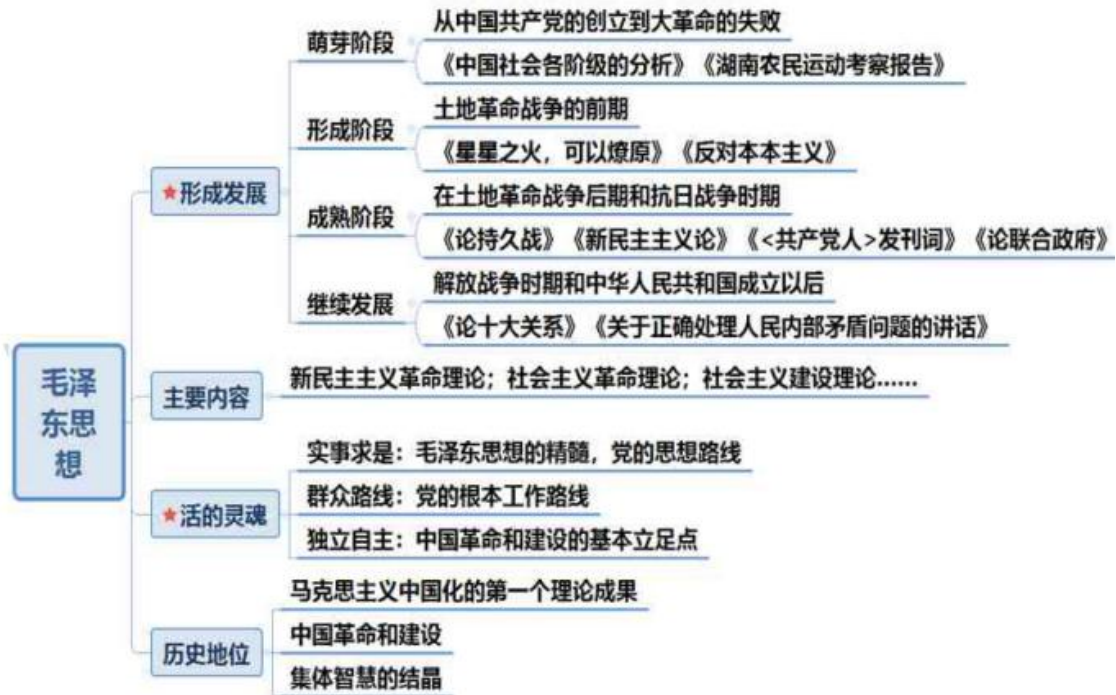 毛泽
东思
想
★形成发展
萌芽阶段
从中国共产党的创立到大革命的失败
《中国社会各阶级的分析》《湖南农民运动考察报告》
形成阶段
土地革命战争的前期
《星星之火，可以燎原》《反对本本主义》
成熟阶段
在土地革命战争后期和抗日战争时期
《论持久战》《新民主主义论》《<共产党人>发刊词》《论联合政府》
继续发展
解放战争时期和中华人民共和国成立以后
《论十大关系》《关于正确处理人民内部矛盾问题的讲话》
主要内容
新民主主义革命理论；社会主义革命理论；社会主义建设理论……
★活的灵魂
实事求是：毛泽东思想的精髓，党的思想路线
群众路线：党的根本工作路线
独立自主：中国革命和建设的基本立足点
历史地位
马克思主义中国化的第一个理论成果
中国革命和建设
集体智慧的结晶